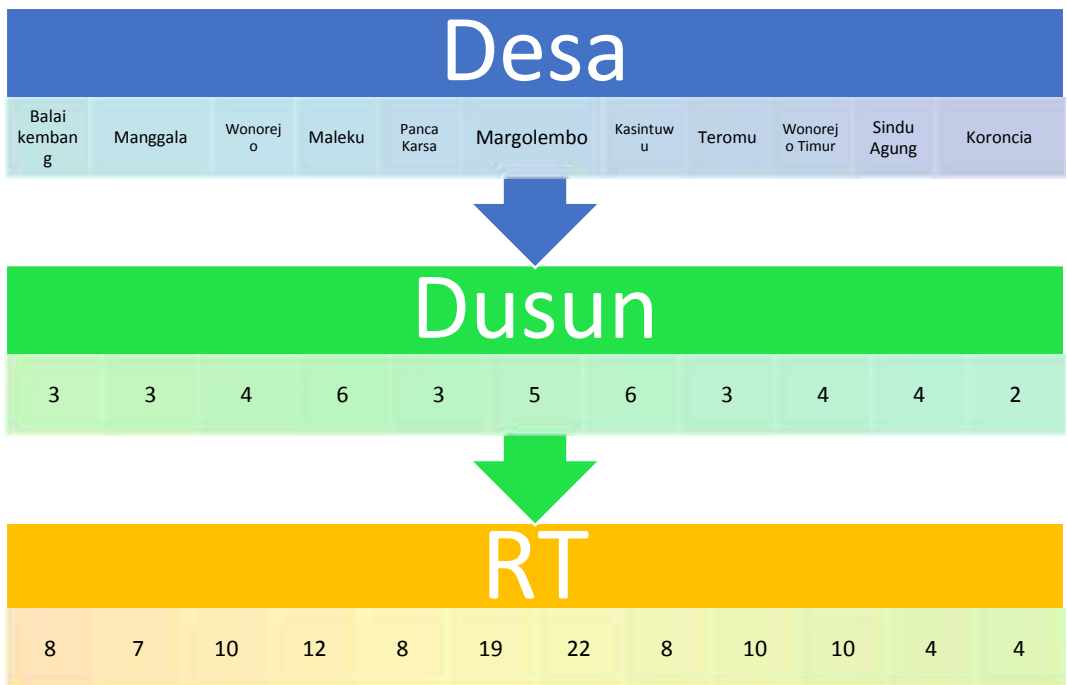 Desa
Balai
kemban
g
Manggala
Wonorej
o
Maleku
Panca
Karsa
Margolembo
Kasintuw
u
Teromu
Wonorej
o Timur
Sindu
Agung
Koroncia
Dusun
3 3 4 6 3 5 6 3 4 4 2
RT
8 7 10 12 8 19 22 8 10 10 4 4